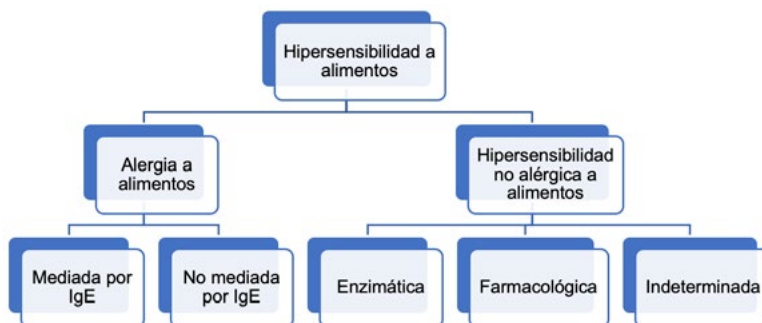 Hipersensibilidad a
alimentos
Alergia a
alimentos
Hipersensibilidad
no alérgica a
alimentos
Mediada por
IgE
No mediada
por IgE
Enzimática
Farmacológica
Indeterminada